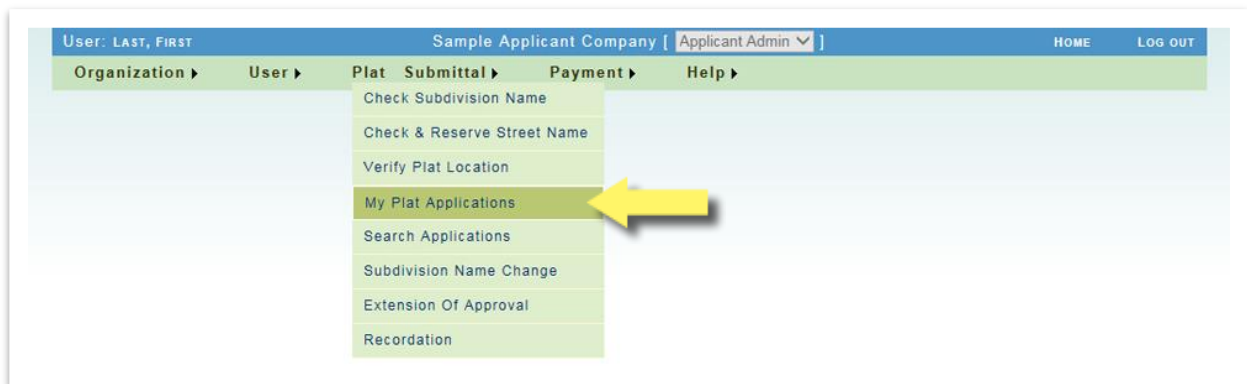 User: LAST, FIRST Sample Applicant Company [ Applicant Admin ] HOME LOG OUT
Organization User Plat Submittal Payment Help
Check Subdivision Name
Check & Reserve Street Name
Verify Plat Location
My Plat Applications
Search Applications
Subdivision Name Change
Extension Of Approval
Recordation